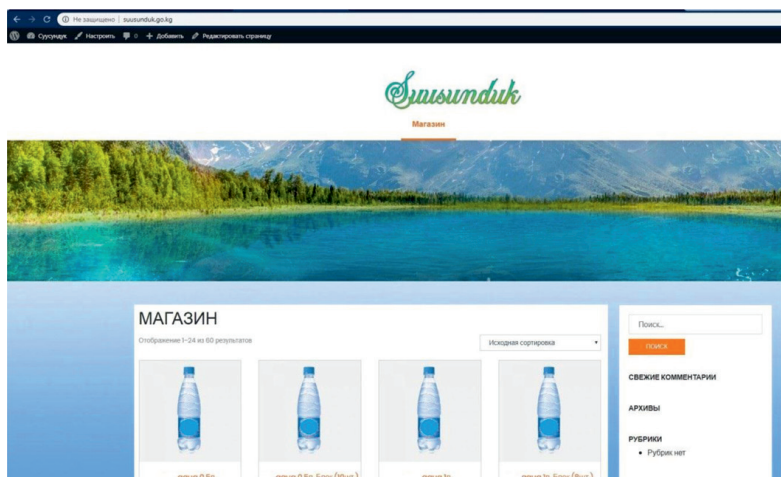 Не защищено | suusunduk.go.kg
Суусундук Настроить 0 Добавить Редактировать страницу
Suusunduk
Магазин
МАГАЗИН
Отображение 1–24 из 60 результатов
Исходная сортировка
Поиск…
ПОИСК
СВЕЖИЕ КОММЕНТАРИИ
АРХИВЫ
РУБРИКИ
• Рубрик нет